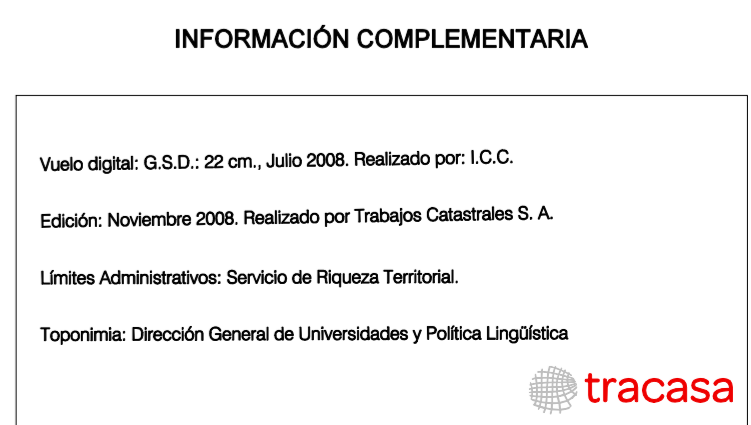 INFORMACIÓN COMPLEMENTARIA
Vuelo digital: G.S.D.: 22 cm., Julio 2008. Realizado por: I.C.C.
Edición: Noviembre 2008. Realizado por Trabajos Catastrales S. A.
Límites Administrativos: Servicio de Riqueza Territorial.
Toponimia: Dirección General de Universidades y Política Lingüística
tracasa